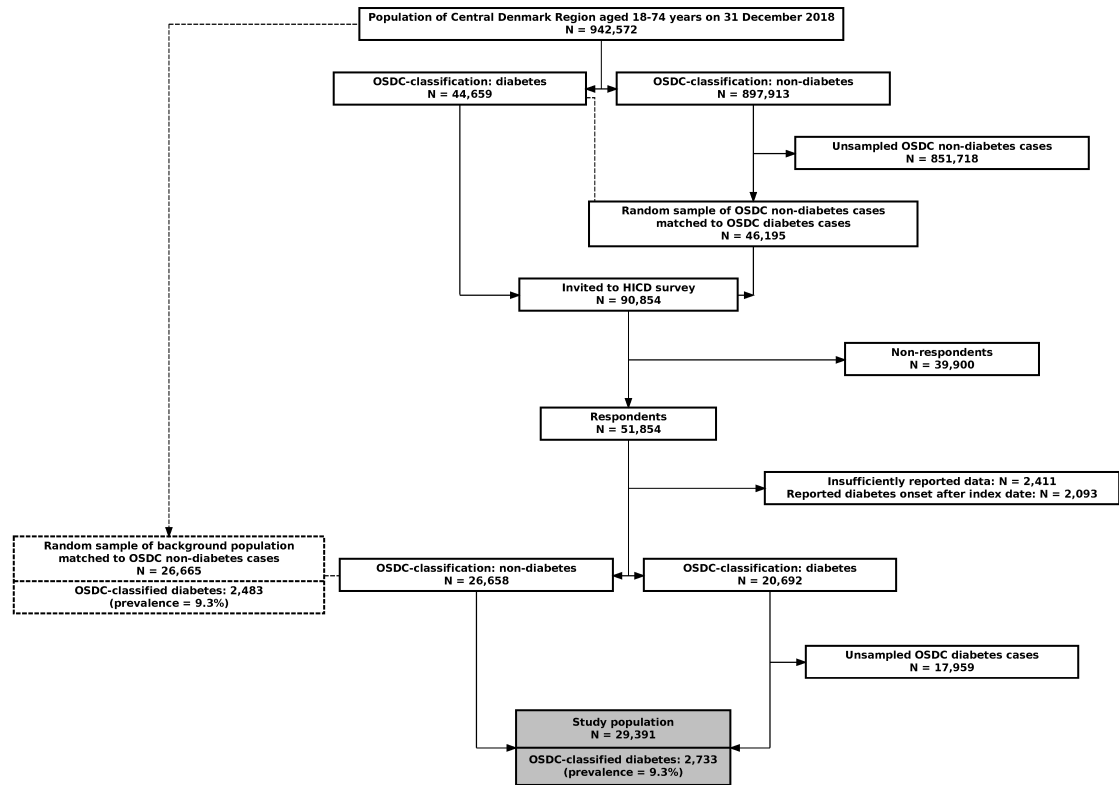 Population of Central Denmark Region aged 18-74 years on 31 December 2018
N = 942,572
OSDC-classification: diabetes
N = 44,659
OSDC-classification: non-diabetes
N = 897,913
Unsampled OSDC non-diabetes cases
N = 851,718
Random sample of OSDC non-diabetes cases
matched to OSDC diabetes cases
N = 46,195
Invited to HICD survey
N = 90,854
Non-respondents
N = 39,900
Respondents
N = 51,854
Insufficiently reported data: N = 2,411
Reported diabetes onset after index date: N = 2,093
Random sample of background population
matched to OSDC non-diabetes cases
N = 26,665
OSDC-classified diabetes: 2,483
(prevalence = 9.3%)
OSDC-classification: non-diabetes
N = 26,658
OSDC-classification: diabetes
N = 20,692
Unsampled OSDC diabetes cases
N = 17,959
Study population
N = 29,391
OSDC-classified diabetes: 2,733
(prevalence = 9.3%)